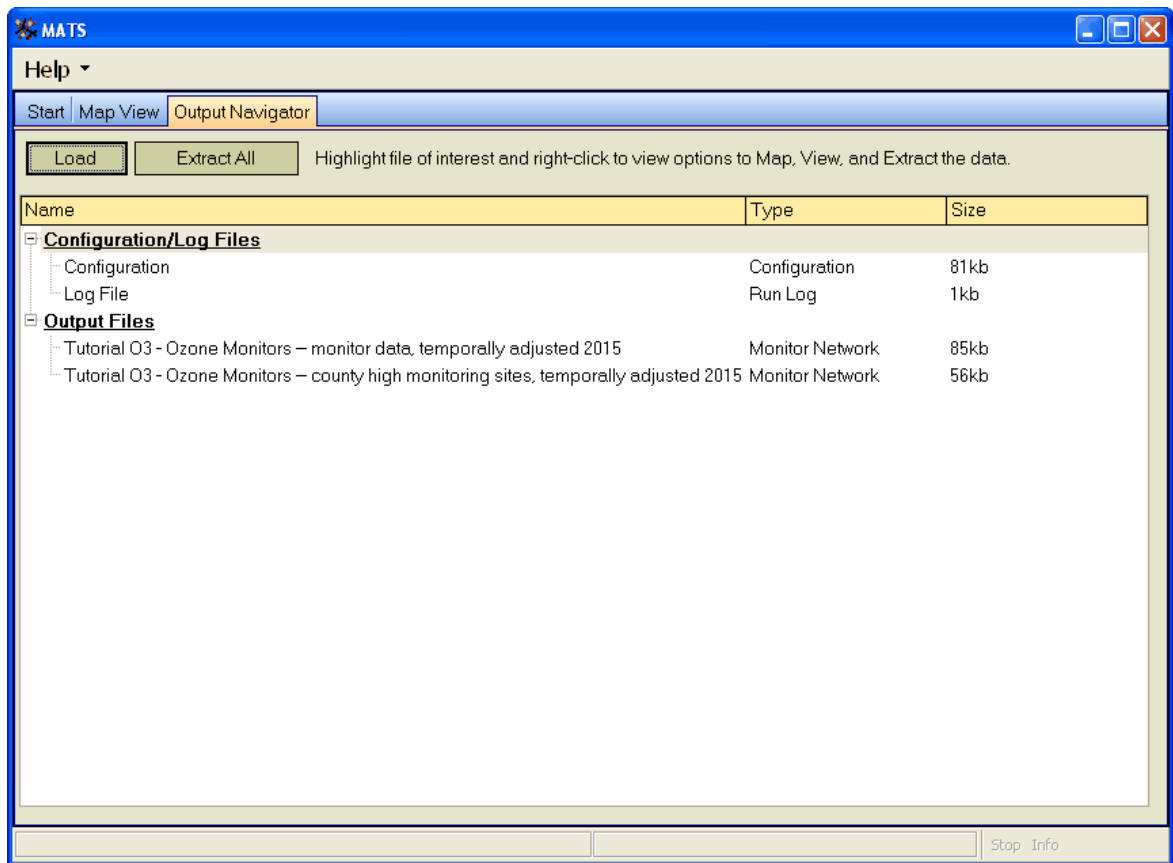 MATS
Help
Start Map View Output Navigator
Load Extract All Highlight file of interest and right-click to view options to Map, View, and Extract the data.
Name Type Size
Configuration/Log Files
Configuration Configuration 81kb
Log File Run Log 1kb
Output Files
Tutorial O3 - Ozone Monitors – monitor data, temporally adjusted 2015 Monitor Network 85kb
Tutorial O3 - Ozone Monitors – county high monitoring sites, temporally adjusted 2015 Monitor Network 56kb
Stop Info